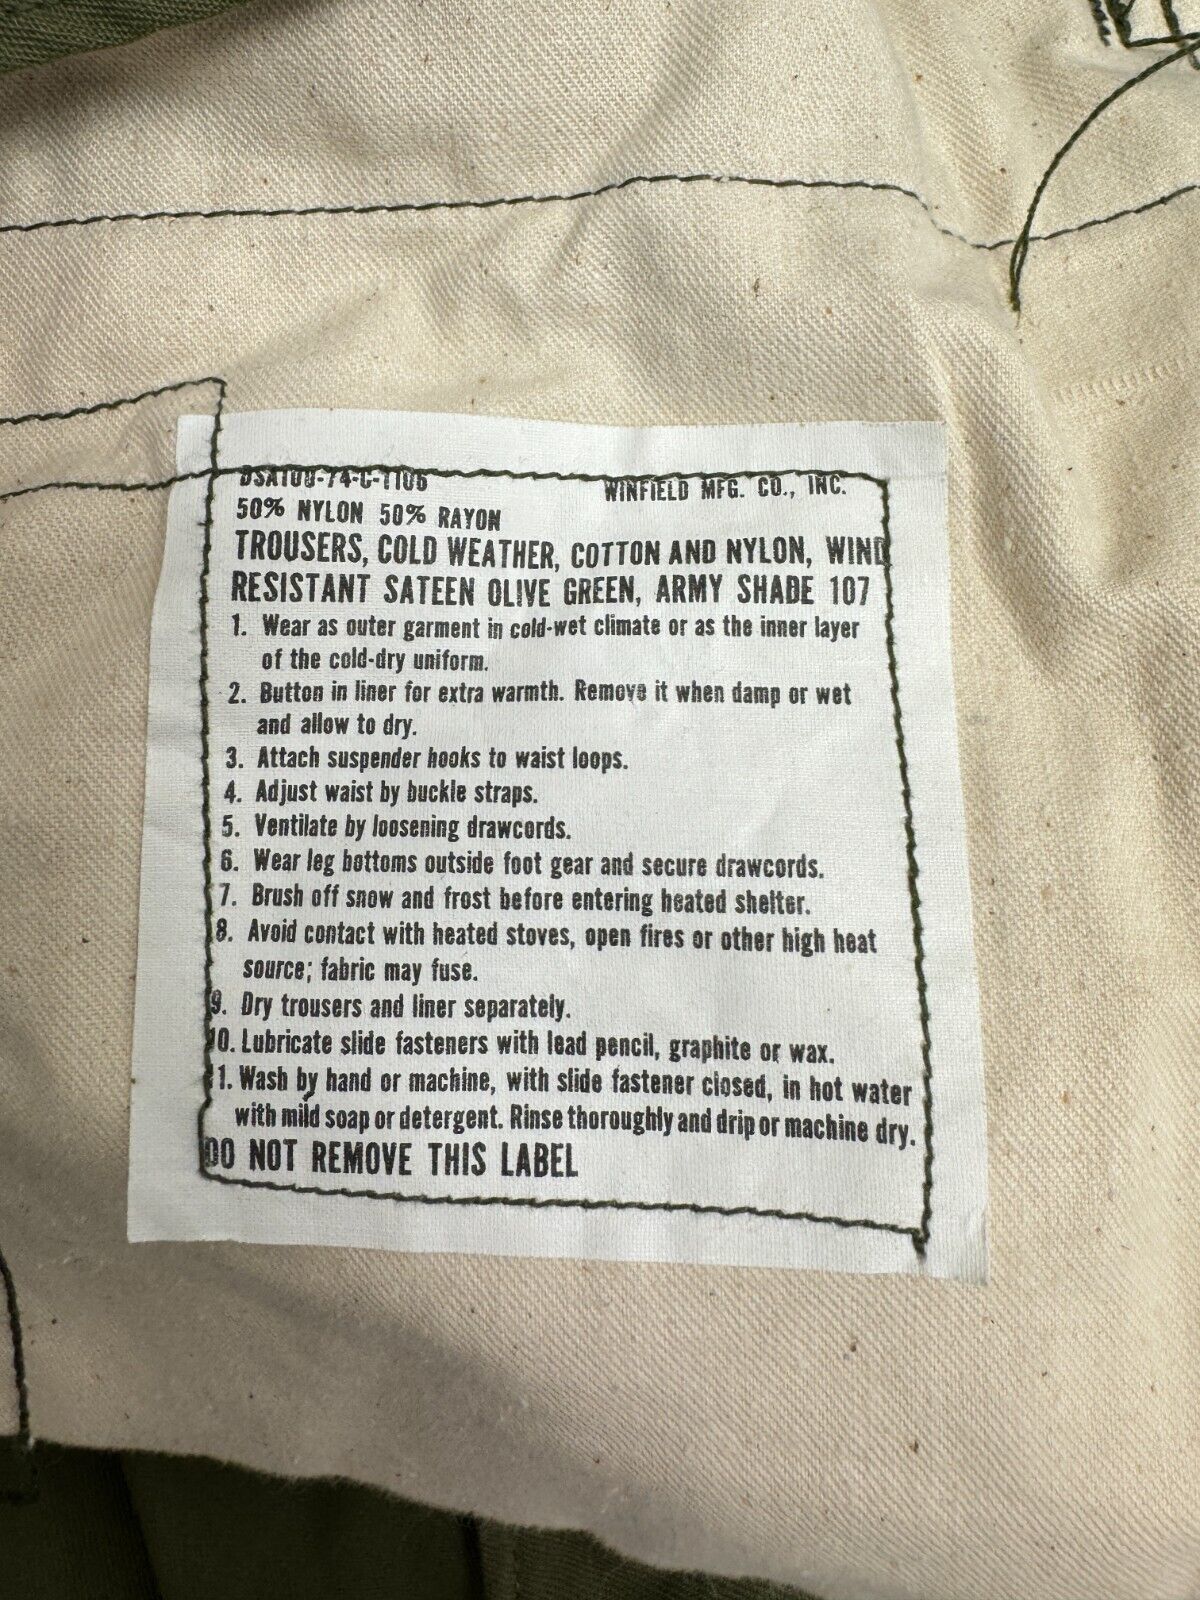 DSA100-74-C-1106 WINFIELD MFG. CO., INC.
50% NYLON 50% RAYON
TROUSERS, COLD WEATHER, COTTON AND NYLON, WIND
RESISTANT SATEEN OLIVE GREEN, ARMY SHADE 107
1. Wear as outer garment in cold-wet climate or as the inner layer
of the cold-dry uniform.
2. Button in liner for extra warmth. Remove it when damp or wet
and allow to dry.
3. Attach suspender hooks to waist loops.
4. Adjust waist by buckle straps.
5. Ventilate by loosening drawcords.
6. Wear leg bottoms outside foot gear and secure drawcords.
7. Brush off snow and frost before entering heated shelter.
8. Avoid contact with heated stoves, open fires or other high heat
source; fabric may fuse.
9. Dry trousers and liner separately.
10. Lubricate slide fasteners with lead pencil, graphite or wax.
11. Wash by hand or machine, with slide fastener closed, in hot water
with mild soap or detergent. Rinse thoroughly and drip or machine dry.
DO NOT REMOVE THIS LABEL